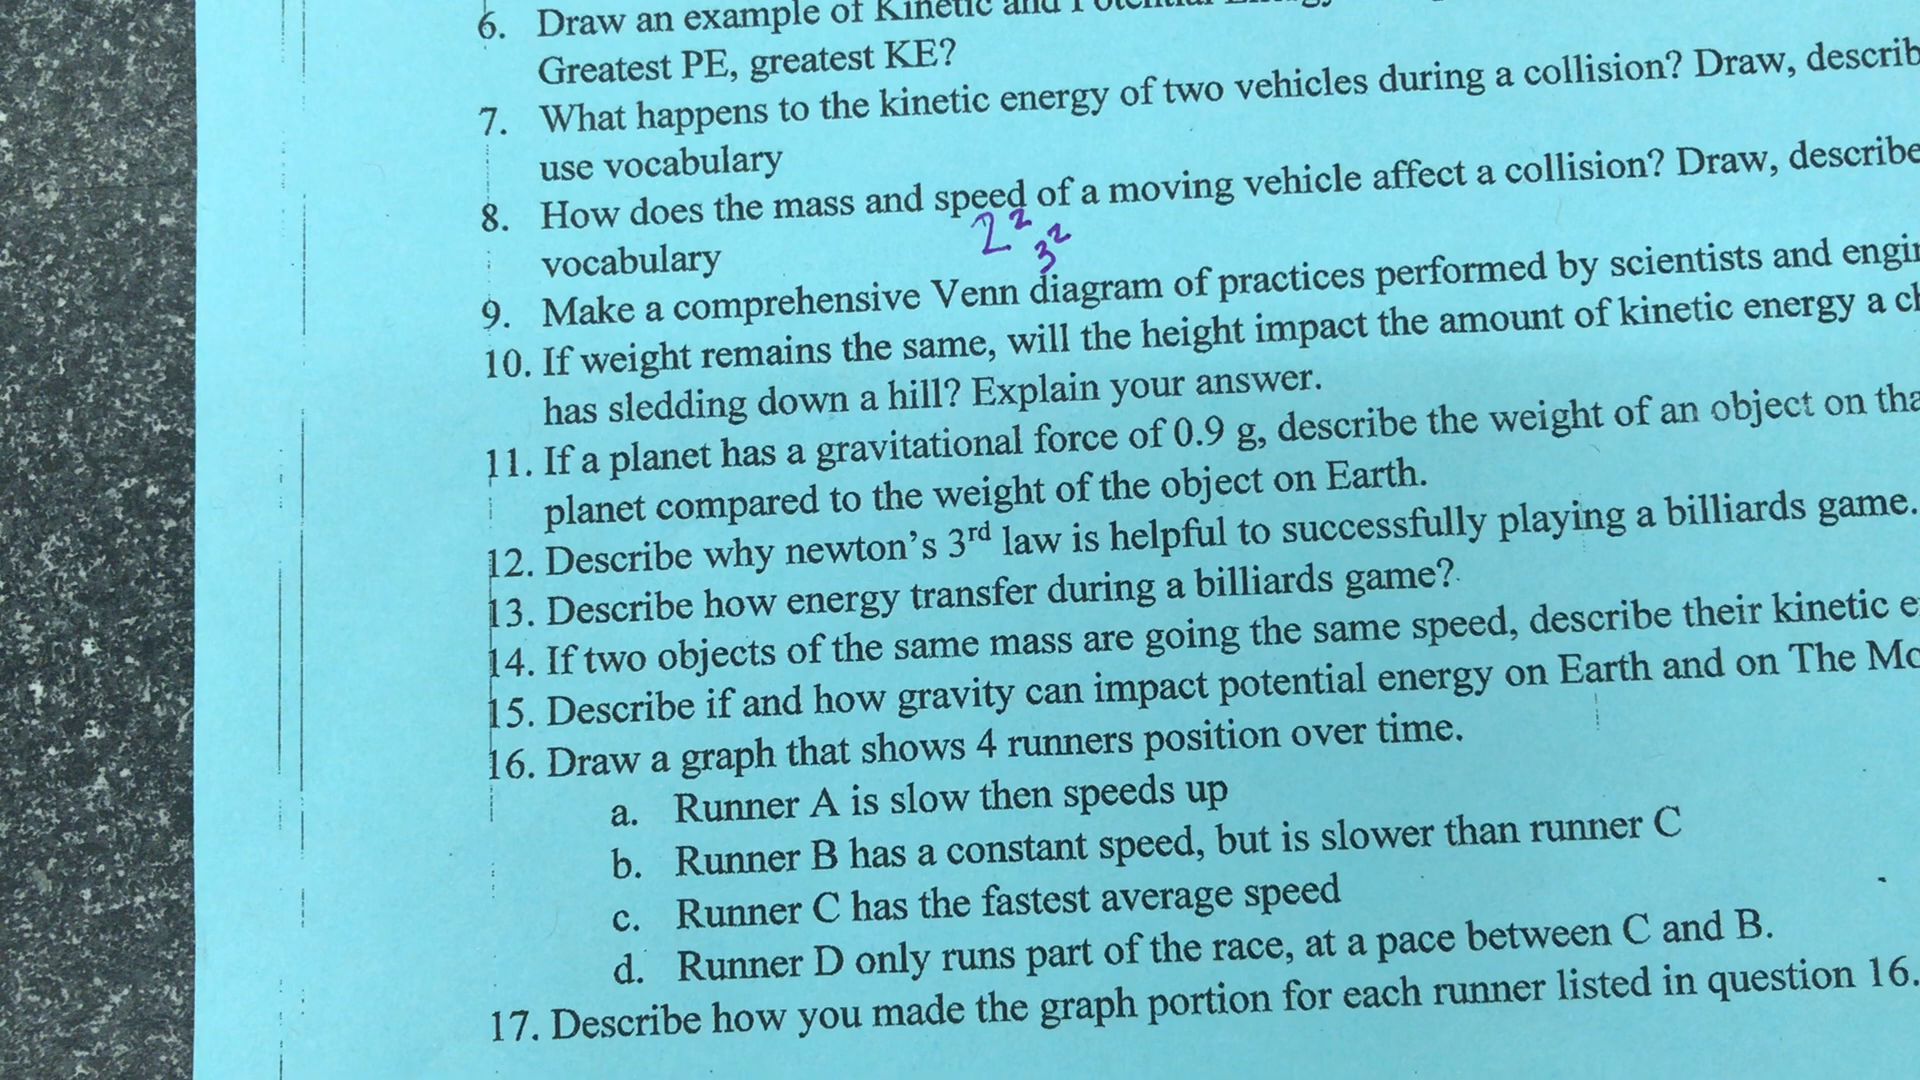 6. Draw an example of Kinetic and Potential Energy
Greatest PE, greatest KE?
7. What happens to the kinetic energy of two vehicles during a collision? Draw, describ
use vocabulary
8. How does the mass and speed of a moving vehicle affect a collision? Draw, describe
2²
3²
vocabulary
9. Make a comprehensive Venn diagram of practices performed by scientists and engin
10. If weight remains the same, will the height impact the amount of kinetic energy a ch
has sledding down a hill? Explain your answer.
11. If a planet has a gravitational force of 0.9 g, describe the weight of an object on tha
planet compared to the weight of the object on Earth.
12. Describe why newton's 3rd law is helpful to successfully playing a billiards game.
13. Describe how energy transfer during a billiards game?
14. If two objects of the same mass are going the same speed, describe their kinetic e
15. Describe if and how gravity can impact potential energy on Earth and on The Mo
16. Draw a graph that shows 4 runners position over time.
a. Runner A is slow then speeds up
b. Runner B has a constant speed, but is slower than runner C
c. Runner C has the fastest average speed
d. Runner D only runs part of the race, at a pace between C and B.
17. Describe how you made the graph portion for each runner listed in question 16.